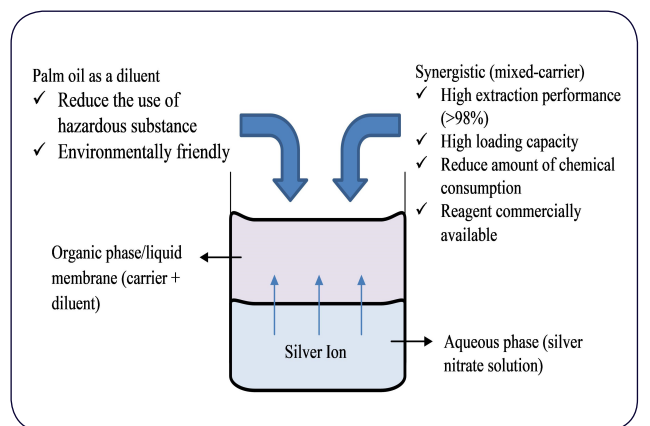 Palm oil as a diluent
✓ Reduce the use of
hazardous substance
✓ Environmentally friendly
Synergistic (mixed-carrier)
✓ High extraction performance
(>98%)
✓ High loading capacity
✓ Reduce amount of chemical
consumption
✓ Reagent commercially
available
Organic phase/liquid
membrane (carrier +
diluent)
Silver Ion
Aqueous phase (silver
nitrate solution)